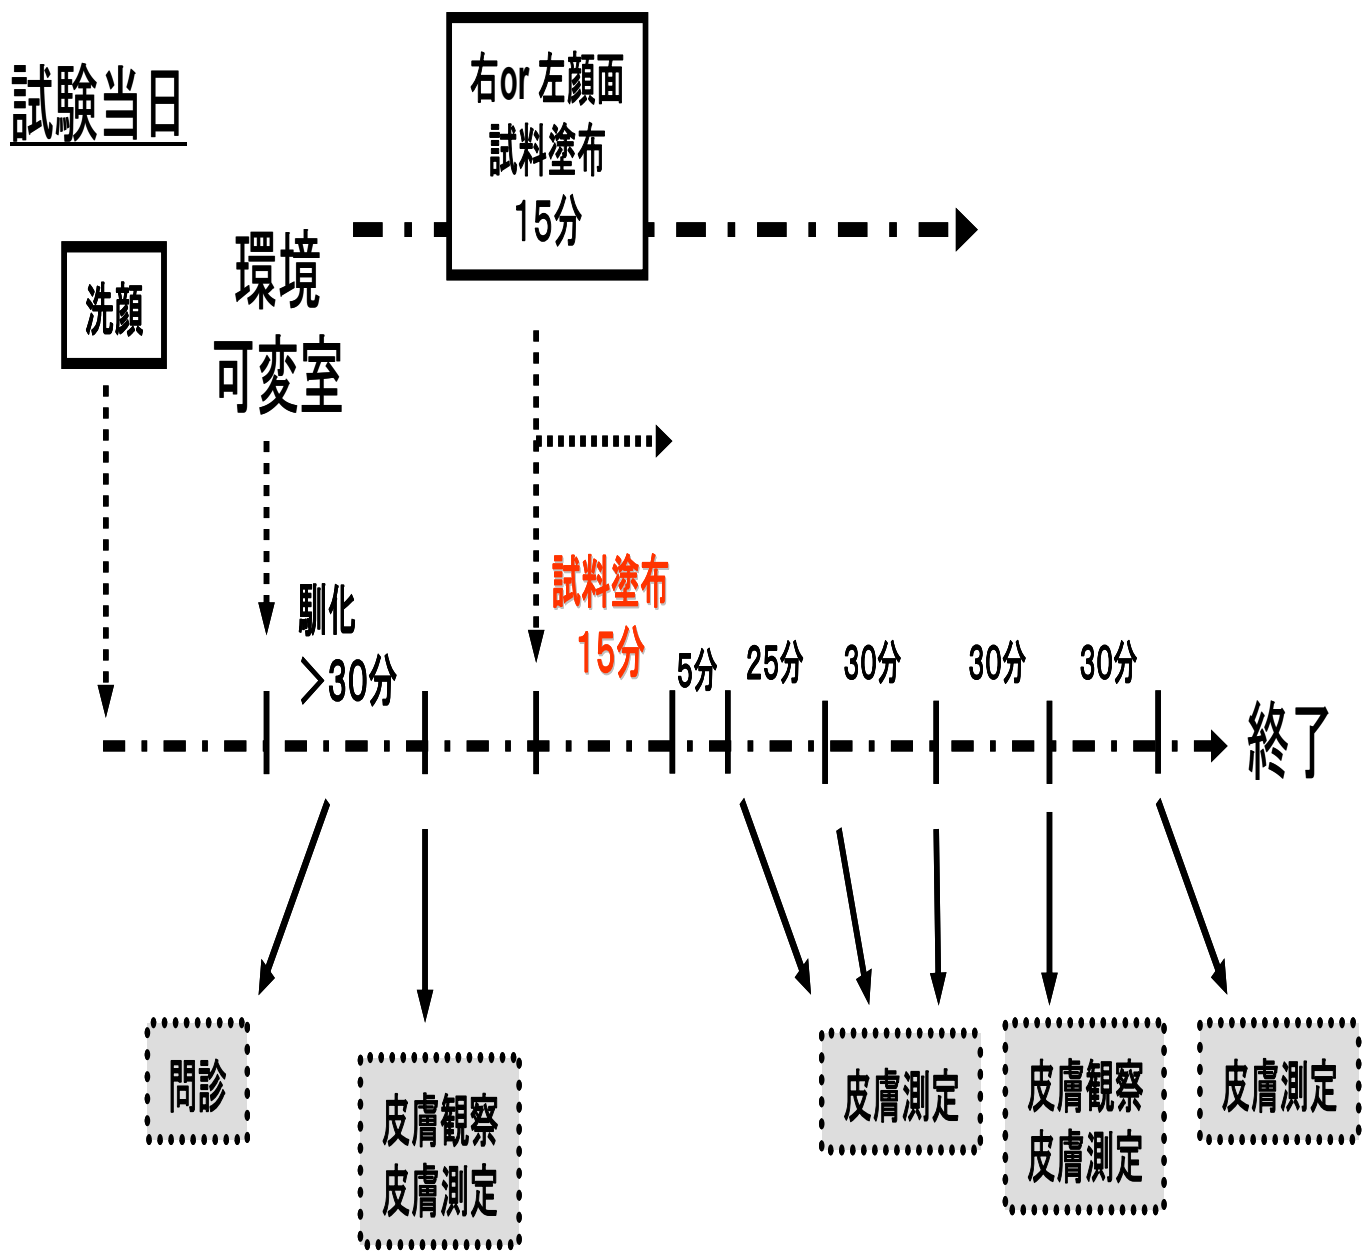 試験当日
右or 左顔面
試料塗布
15分
洗顔
環境
可変室
馴化
＞30分
試料塗布
15分
5分
25分
30分
30分
30分
終了
問診
皮膚観察
皮膚測定
皮膚測定
皮膚観察
皮膚測定
皮膚測定